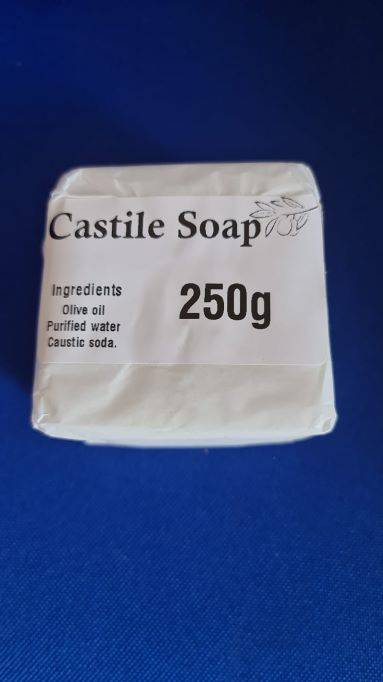 Castile Soap
Ingredients
Olive oil
Purified water
Caustic soda.
250g